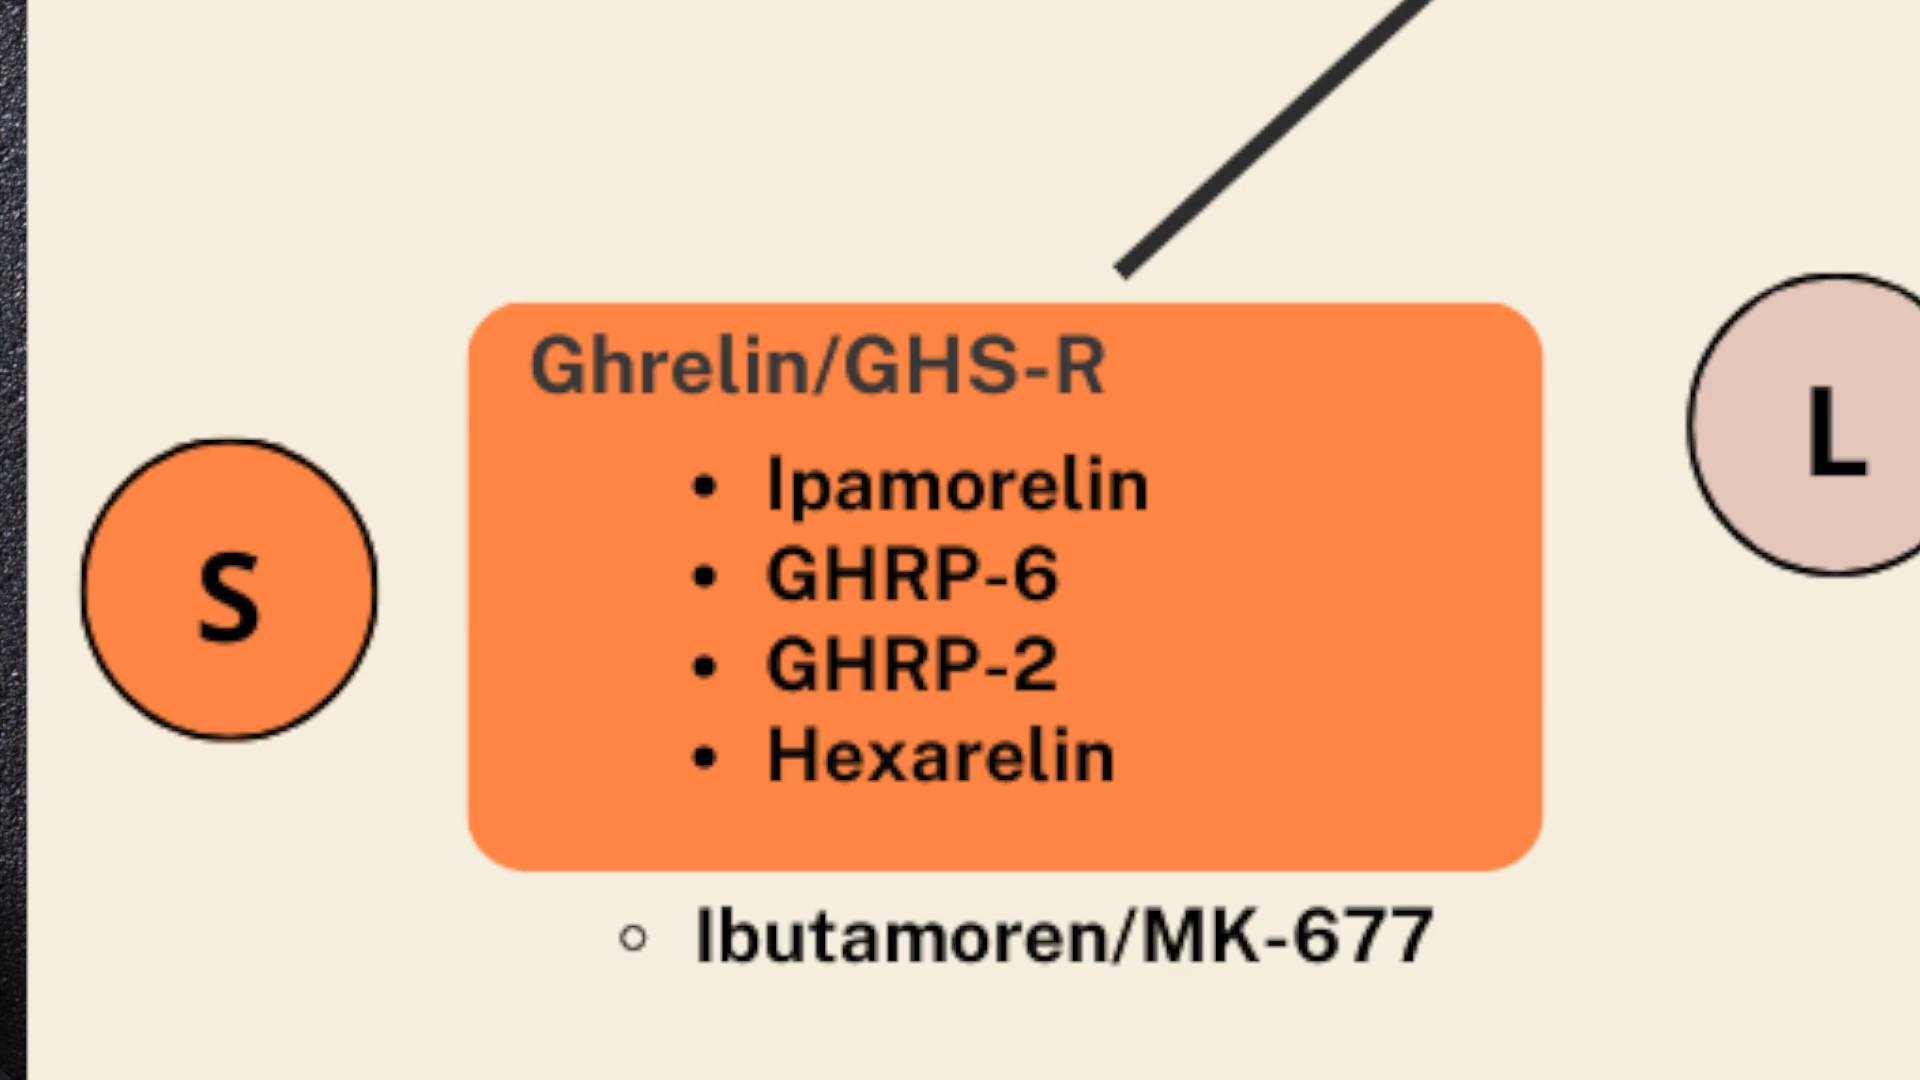 Ghrelin/GHS-R
• Ipamorelin
• GHRP-6
• GHRP-2
• Hexarelin
S
L
○ Ibutamoren/MK-677